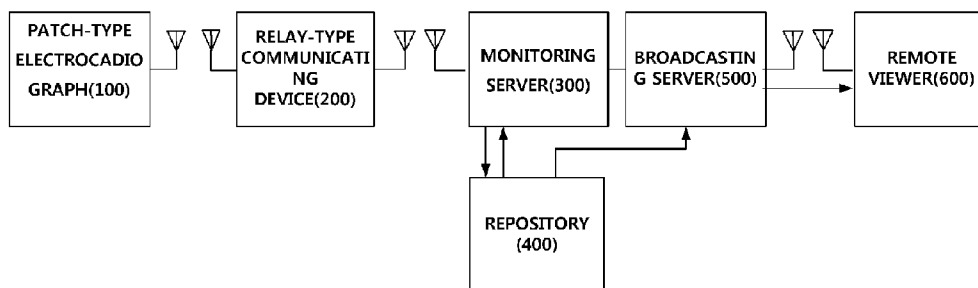 PATCH-TYPE
ELECTROCADIO
GRAPH(100)
RELAY-TYPE
COMMUNICATI
NG
DEVICE(200)
MONITORING
SERVER(300)
BROADCASTIN
G SERVER(500)
REMOTE
VIEWER(600)
REPOSITORY
(400)